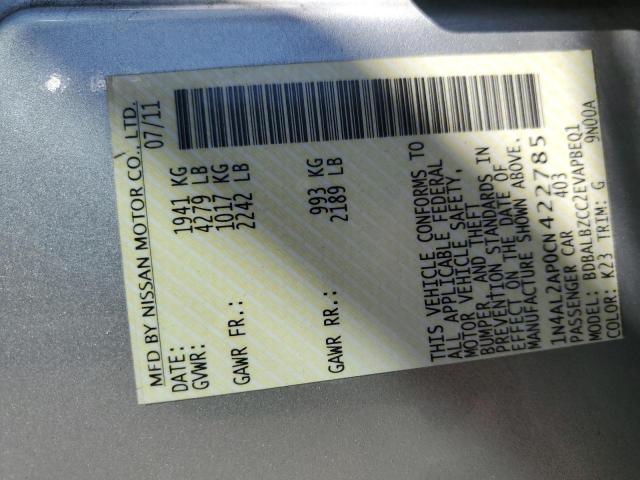 MFD BY NISSAN MOTOR CO., LTD.
DATE: 07/11
GVWR: 1941 KG
4279 LB
GAWR FR.: 1017 KG
2242 LB
GAWR RR.: 993 KG
2189 LB
THIS VEHICLE CONFORMS TO
ALL APPLICABLE FEDERAL
MOTOR VEHICLE SAFETY,
BUMPER, AND THEFT
PREVENTION STANDARDS IN
EFFECT ON THE DATE OF
MANUFACTURE SHOWN ABOVE.
1N4AL2AP0CN422785
PASSENGER CAR 403
MODEL: BDBALBZCC2EVAPBEQ1
COLOR: K23 TRIM: G 9N00A